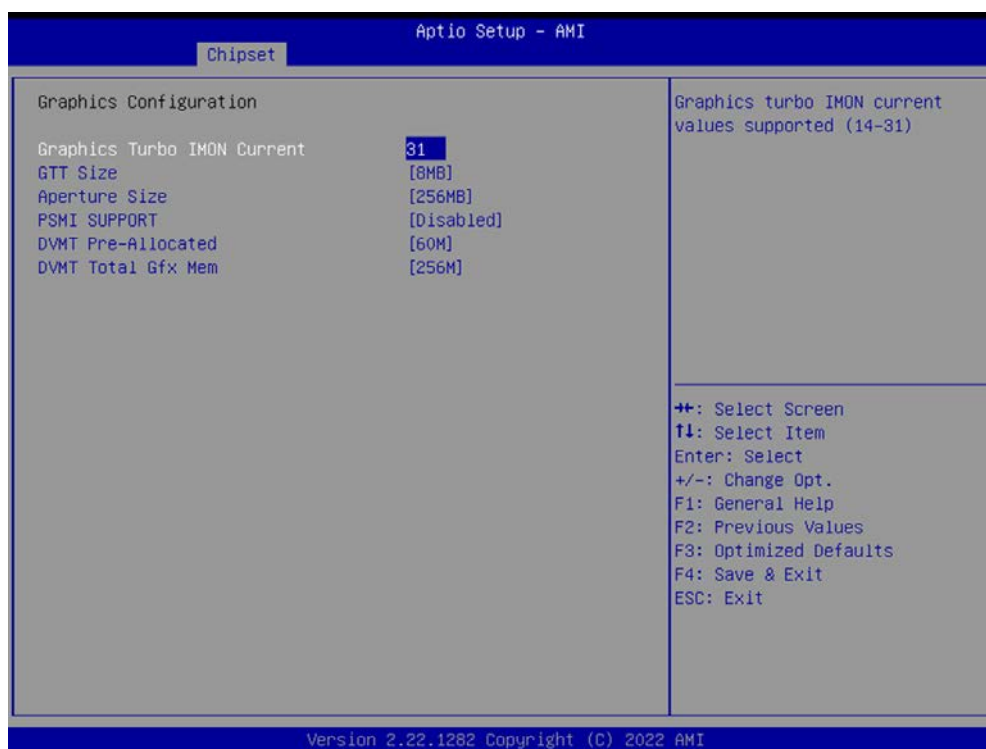 Aptio Setup - AMI
Chipset
Graphics Configuration
Graphics Turbo IMON Current 31
GTT Size [8MB]
Aperture Size [256MB]
PSMI SUPPORT [Disabled]
DVMT Pre-Allocated [60M]
DVMT Total Gfx Mem [256M]
Graphics turbo IMON current
values supported (14-31)
→←: Select Screen
↑↓: Select Item
Enter: Select
+/-: Change Opt.
F1: General Help
F2: Previous Values
F3: Optimized Defaults
F4: Save & Exit
ESC: Exit
Version 2.22.1282 Copyright (C) 2022 AMI